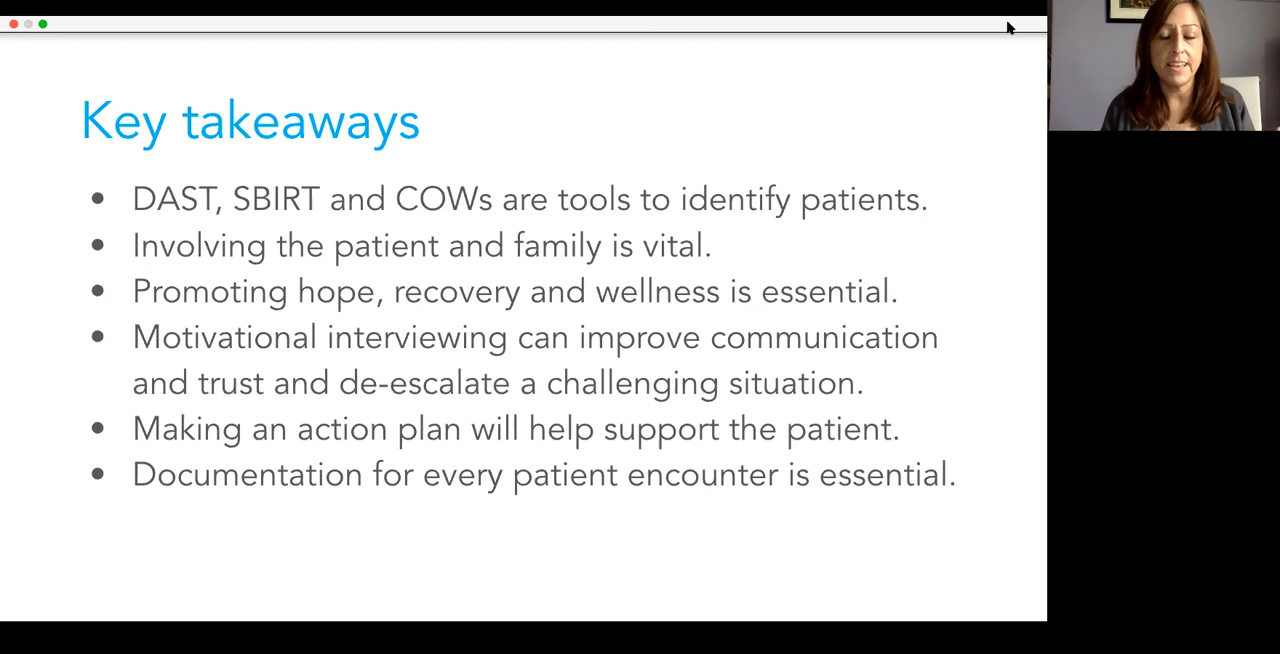 Key takeaways
• DAST, SBIRT and COWs are tools to identify patients.
• Involving the patient and family is vital.
• Promoting hope, recovery and wellness is essential.
• Motivational interviewing can improve communication
and trust and de-escalate a challenging situation.
• Making an action plan will help support the patient.
• Documentation for every patient encounter is essential.